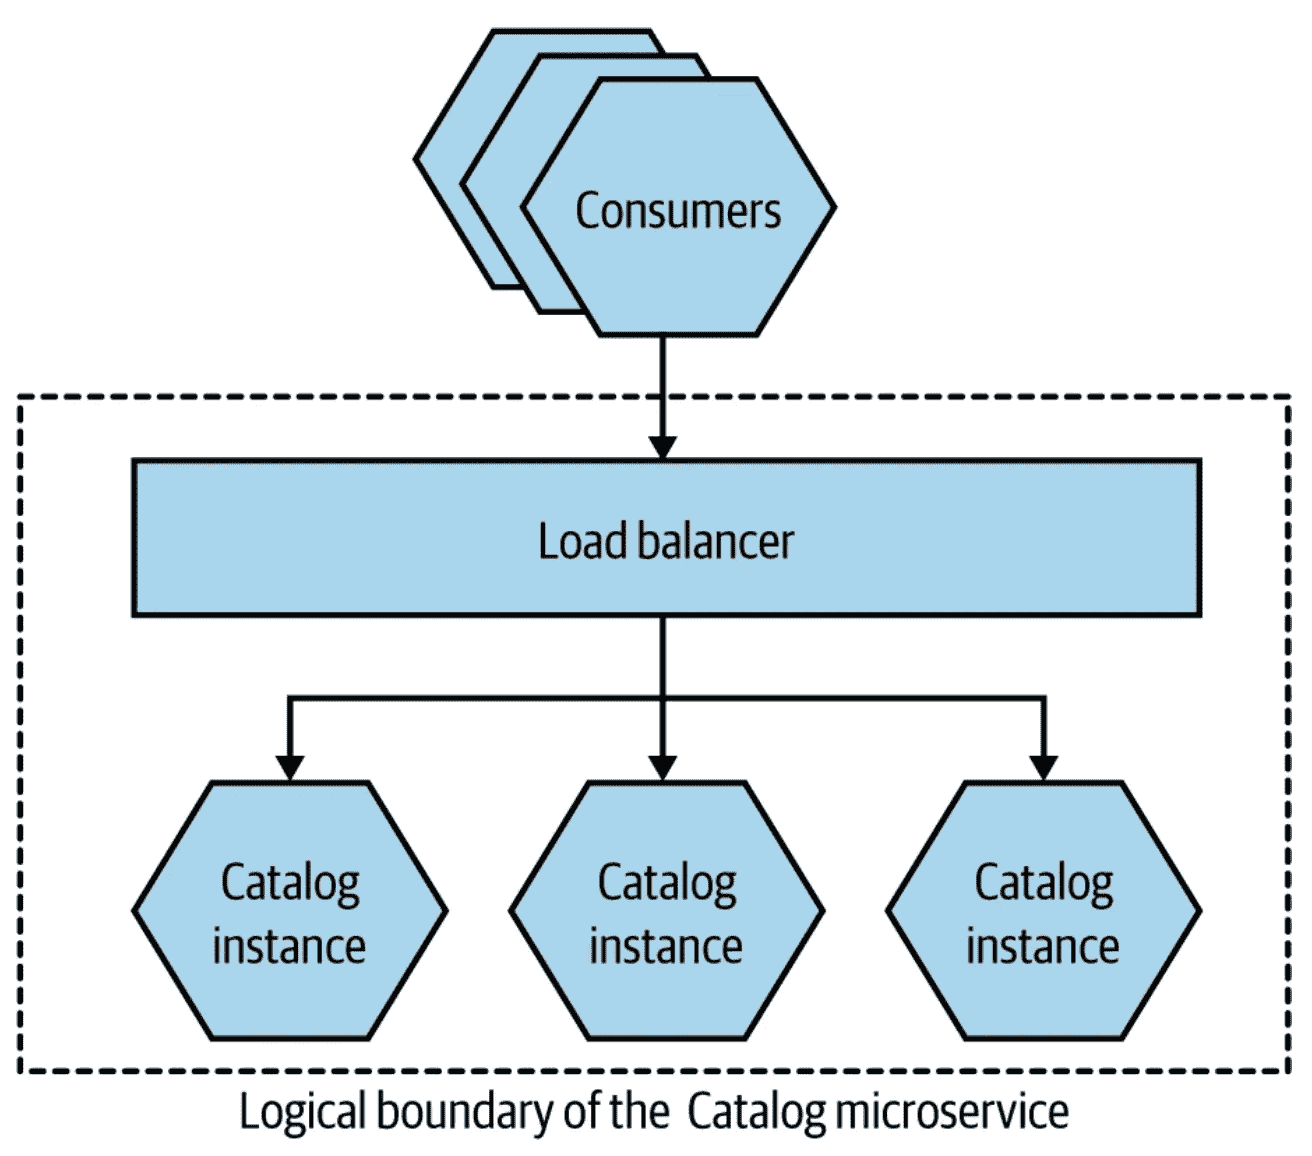 Consumers
Load balancer
Catalog
instance
Catalog
instance
Catalog
instance
Logical boundary of the Catalog microservice